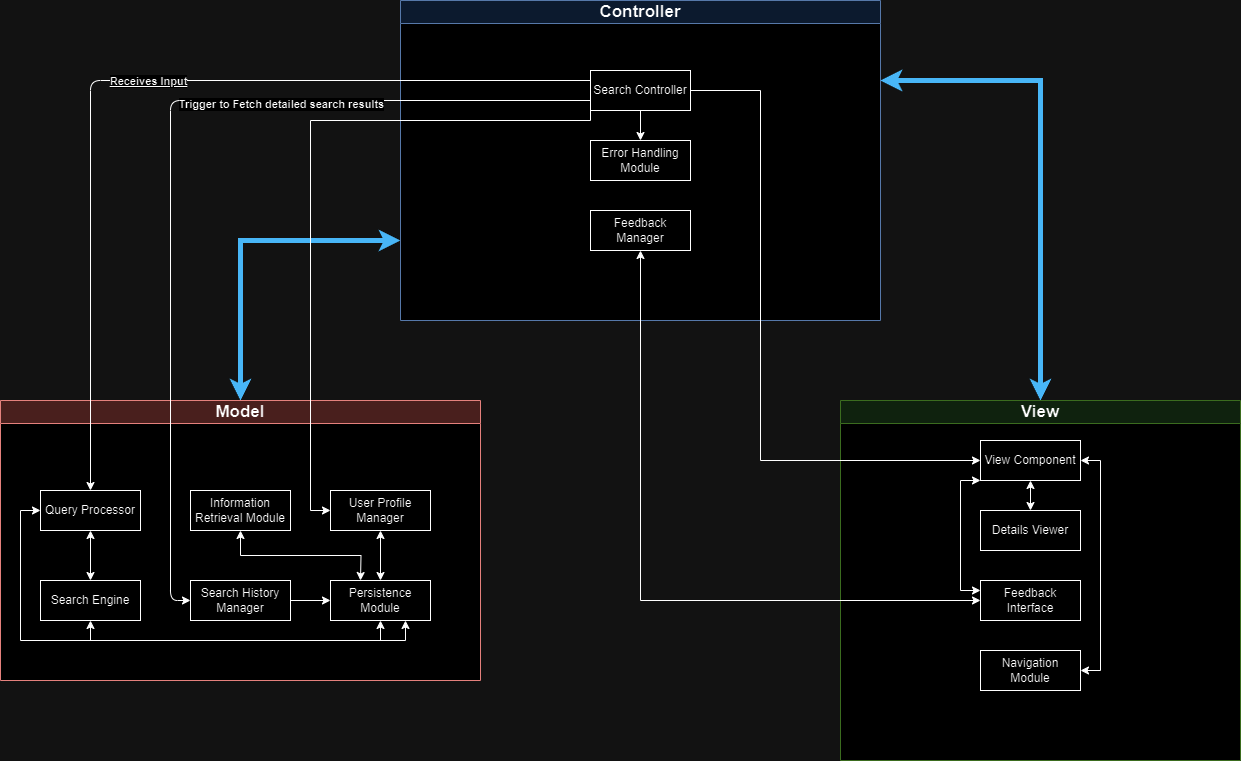 Controller
Receives Input
Search Controller
Trigger to Fetch detailed search results
Error Handling
Module
Feedback
Manager
Model
View
View Component
Query Processor
Information
Retrieval Module
User Profile
Manager
Details Viewer
Search Engine
Search History
Manager
Persistence
Module
Feedback
Interface
Navigation
Module